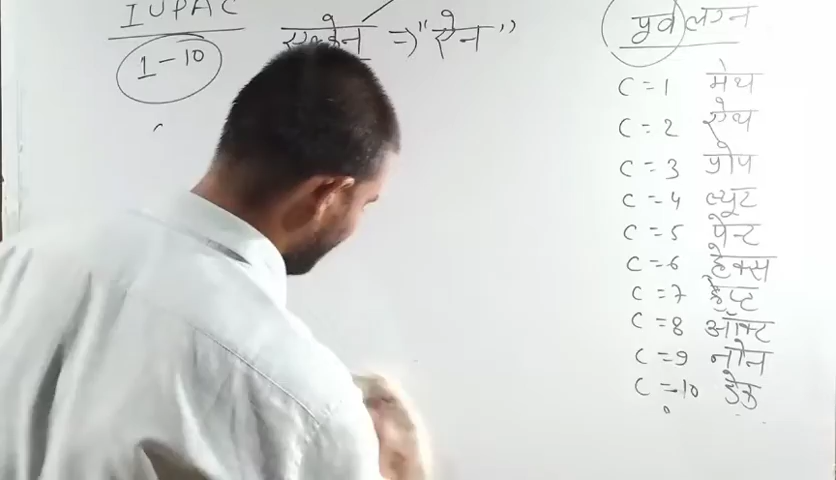 IUPAC
1-10
एल्केन => "ऐन"
पूर्वलग्न
C=1 मेथ
C=2 ऐथ
C=3 प्रोप
C=4 ब्यूट
C=5 पेन्ट
C=6 हेक्स
C=7 हेप्ट
C=8 ऑक्ट
C=9 नोन
C=10 डेक